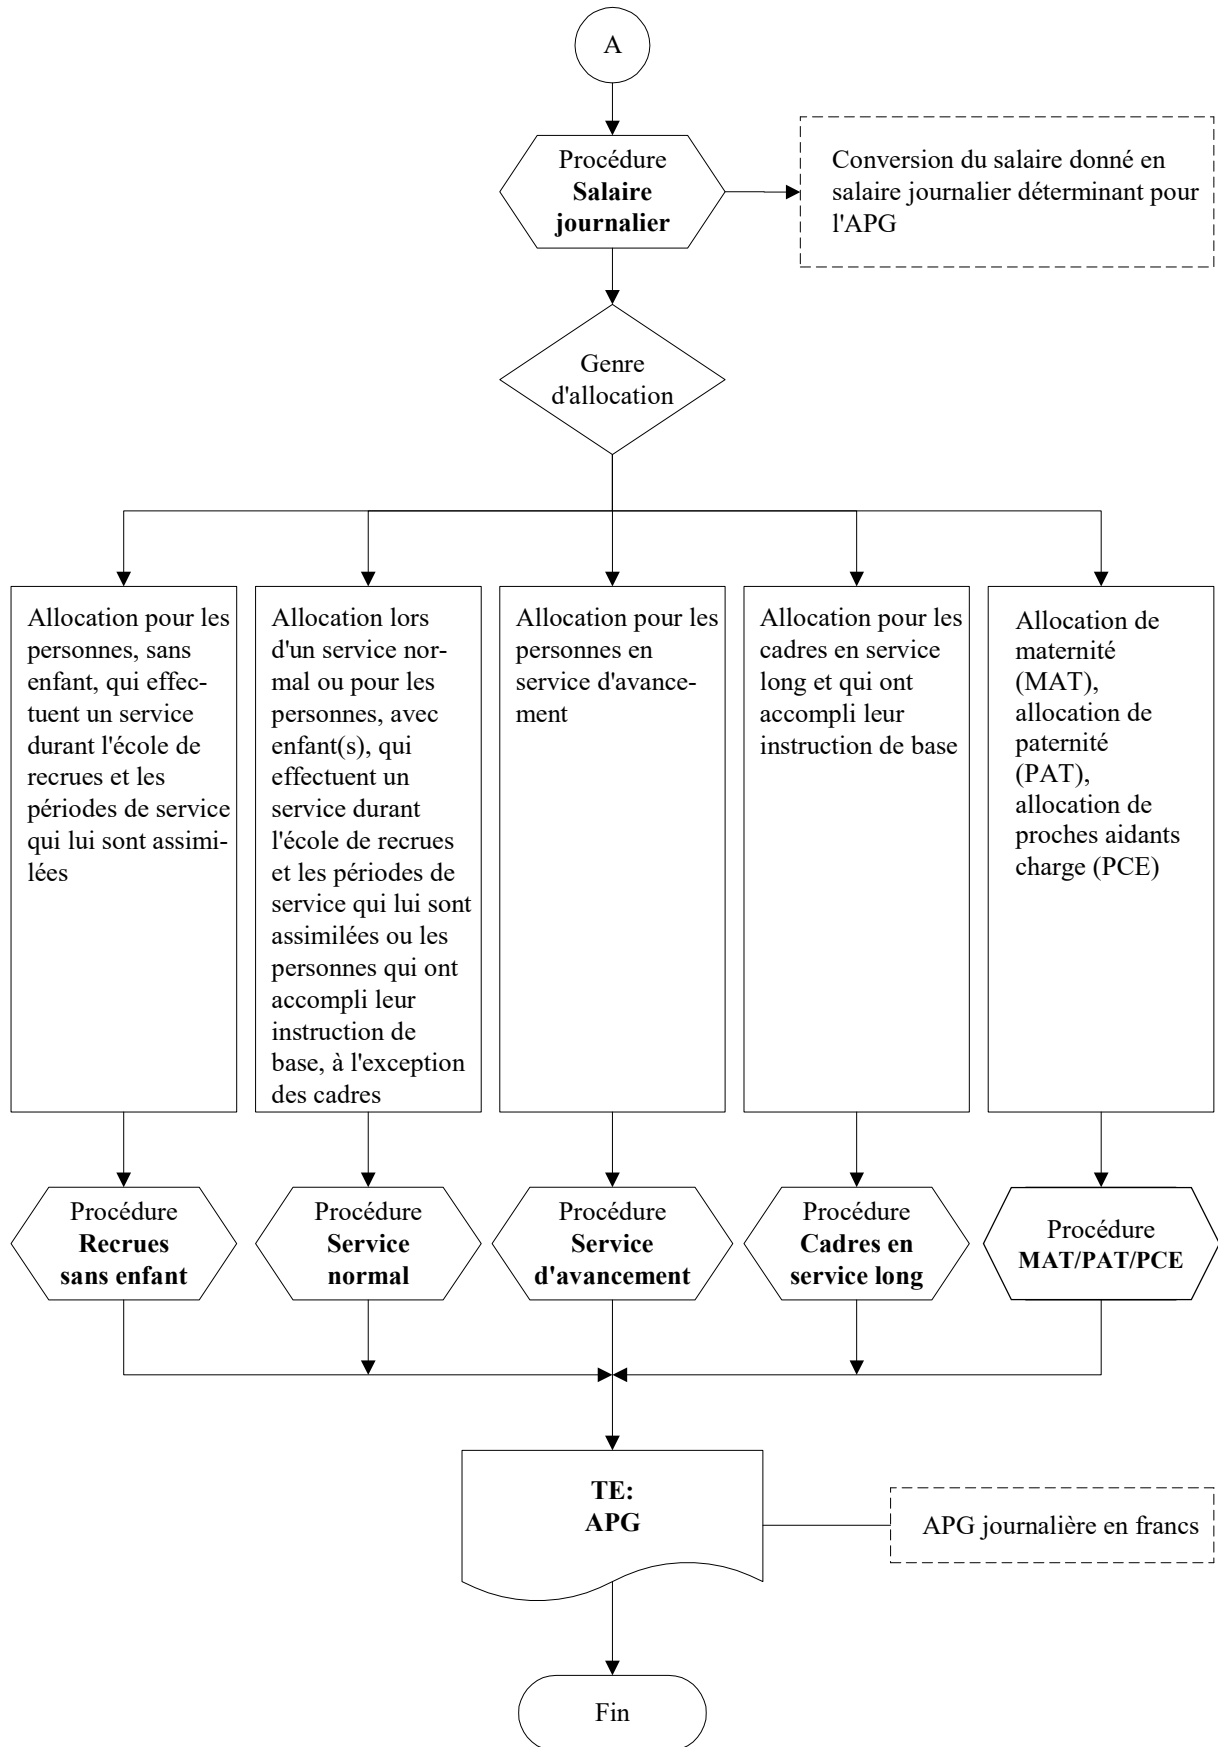 A
Procédure
Salaire
journalier
Conversion du salaire donné en
salaire journalier déterminant pour
l'APG
Genre
d'allocation
Allocation pour les
personnes, sans
enfant, qui effec-
tuent un service
durant l'école de
recrues et les
périodes de service
qui lui sont assimi-
lées
Allocation lors
d'un service nor-
mal ou pour les
personnes, avec
enfant(s), qui
effectuent un
service durant
l'école de recrues
et les périodes de
service qui lui sont
assimilées ou les
personnes qui ont
accompli leur
instruction de
base, à l'exception
des cadres
Allocation pour les
personnes en
service d'avance-
ment
Allocation pour les
cadres en service
long et qui ont
accompli leur
instruction de base
Allocation de
maternité
(MAT),
allocation de
paternité
(PAT),
allocation de
proches aidants
charge (PCE)
Procédure
Recrues
sans enfant
Procédure
Service
normal
Procédure
Service
d'avancement
Procédure
Cadres en
service long
Procédure
MAT/PAT/PCE
TE:
APG
APG journalière en francs
Fin